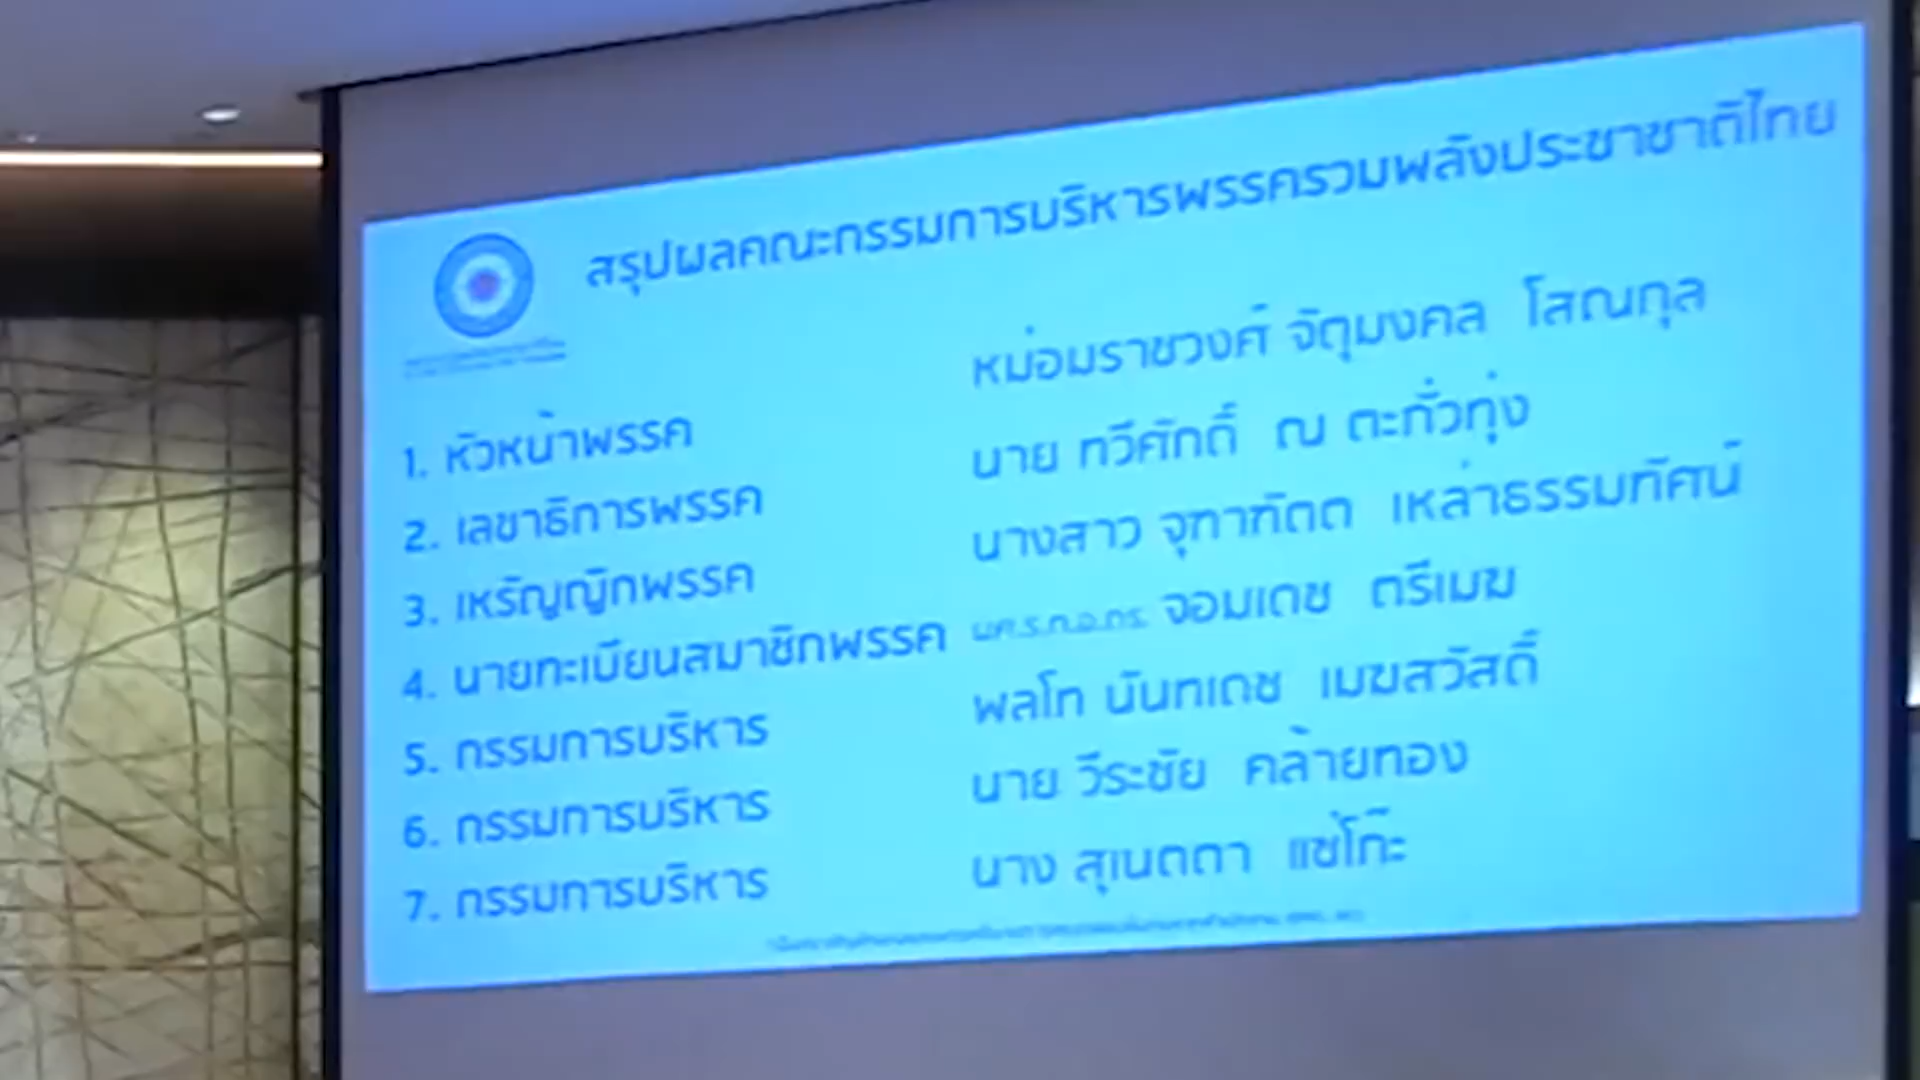 สรุปผลคณะกรรมการบริหารพรรครวมพลังประชาชาติไทย
1. หัวหน้าพรรค หม่อมราชวงศ์ จัตุมงคล โสณกุล
2. เลขาธิการพรรค นาย ทวีศักดิ์ ณ ตะกั่วทุ่ง
3. เหรัญญิกพรรค นางสาว จุฑาฑัตต เหล่าธรรมทัศน์
4. นายทะเบียนสมาชิกพรรค ผศ.ร.ท.อ.ดร. จอมเดช ตรีเมฆ
5. กรรมการบริหาร พลโท นันทเดช เมฆสวัสดิ์
6. กรรมการบริหาร นาย วีระชัย คล้ายทอง
7. กรรมการบริหาร นาง สุเนตตา แซ่โก๊ะ